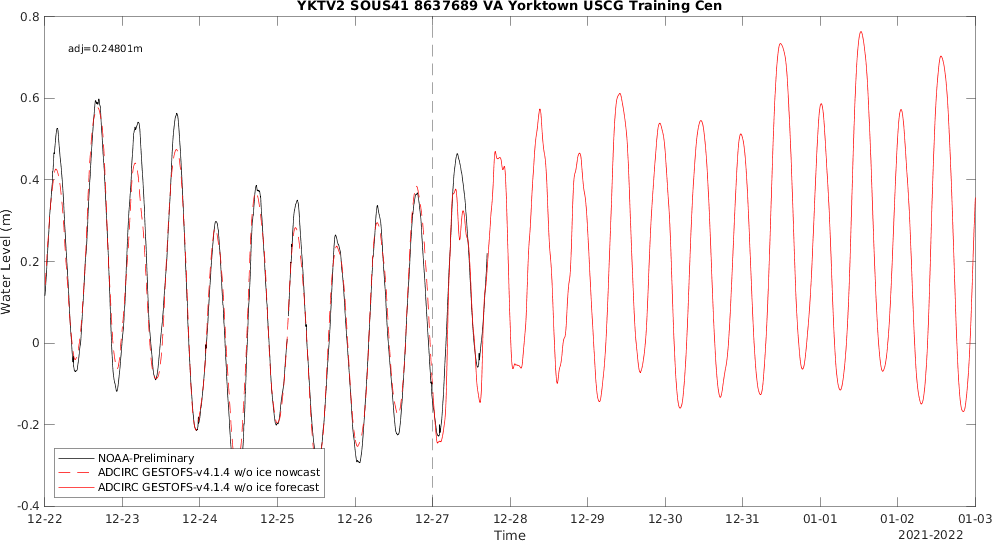 YKTV2 SOUS41 8637689 VA Yorktown USCG Training Cen
adj=0.24801m
0.8
0.6
0.4
0.2
0
-0.2
-0.4
Water Level (m)
NOAA-Preliminary
ADCIRC GESTOFS-v4.1.4 w/o ice nowcast
ADCIRC GESTOFS-v4.1.4 w/o ice forecast
12-22 12-23 12-24 12-25 12-26 12-27 12-28 12-29 12-30 12-31 01-01 01-02 01-03
Time
2021-2022